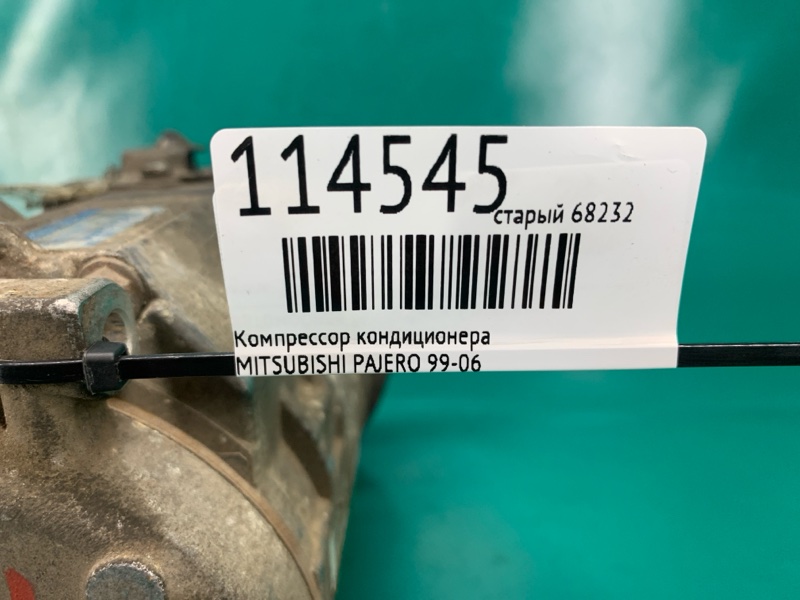 114545
старый 68232
Компрессор кондиционера
MITSUBISHI PAJERO 99-06